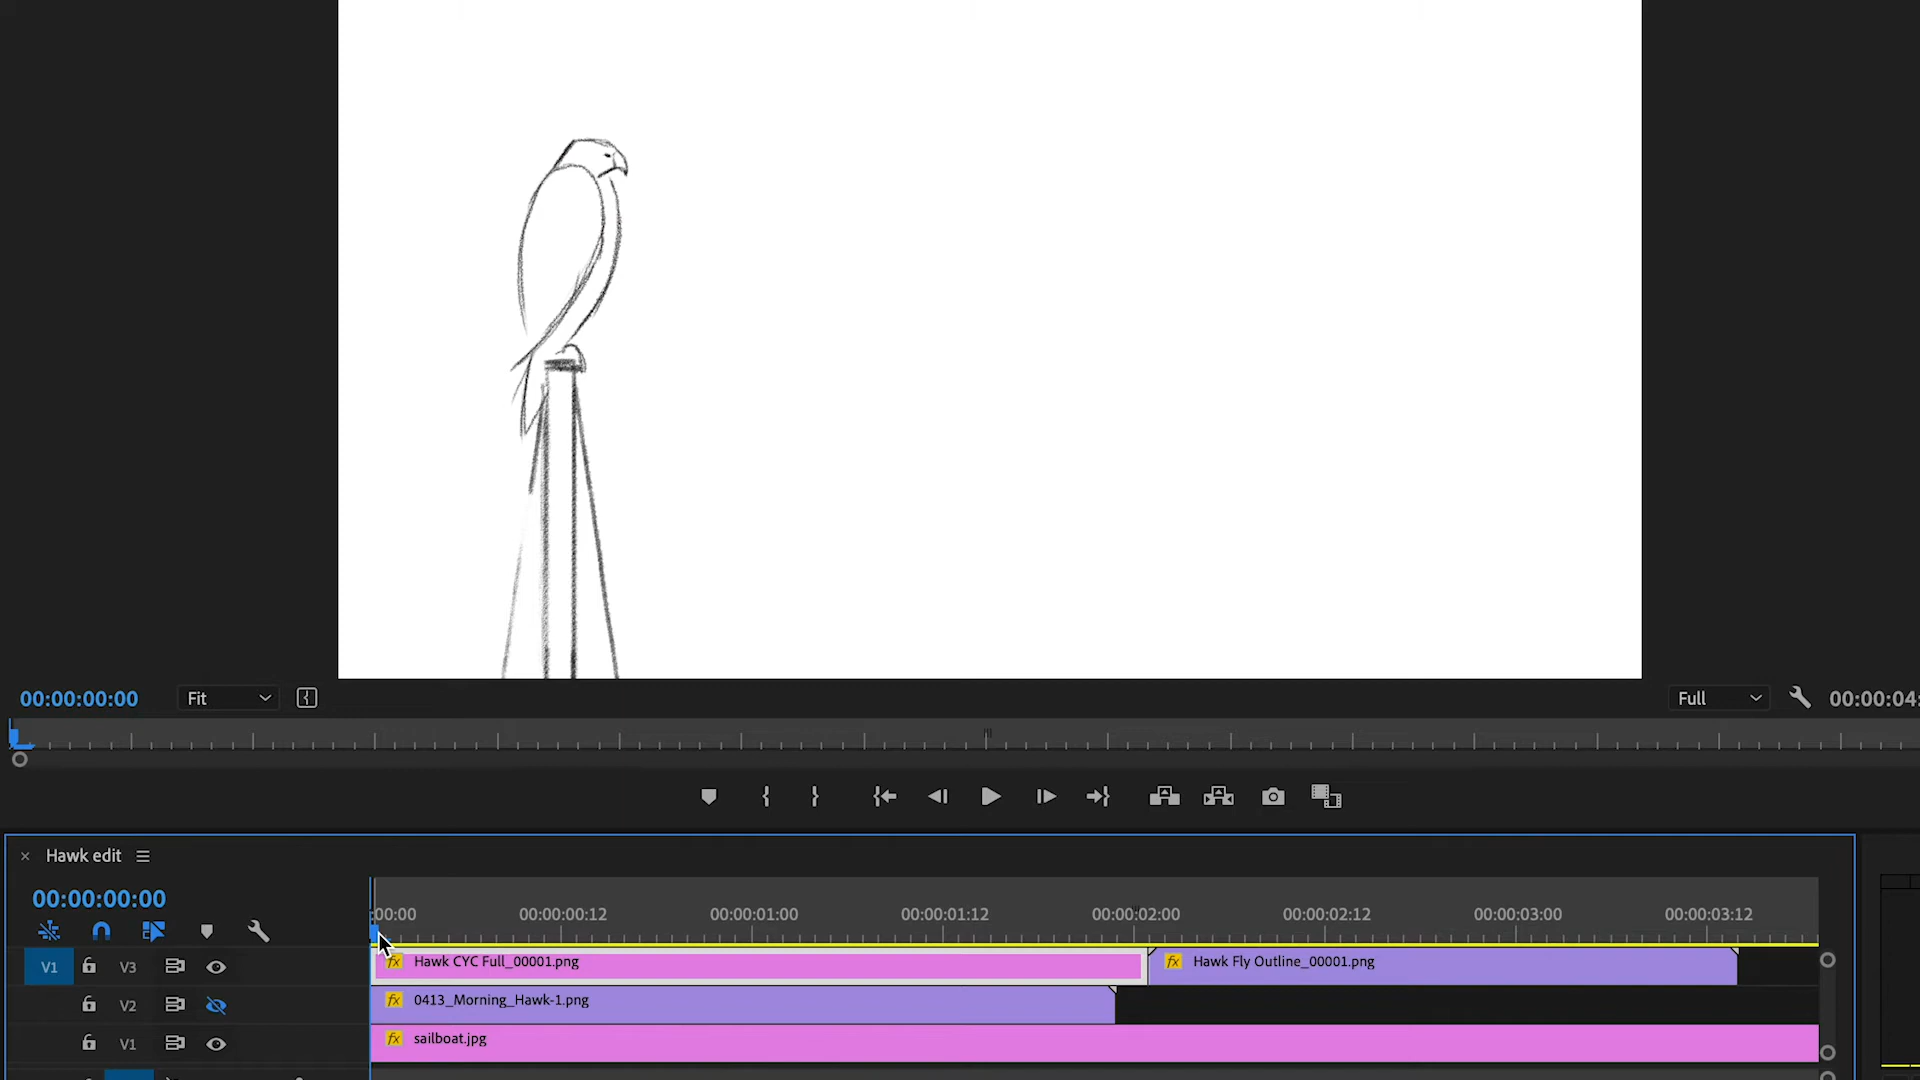 00:00:00:00 Fit Full 00:00:04:
Hawk edit
00:00:00:00
:00:00 00:00:00:12 00:00:01:00 00:00:01:12 00:00:02:00 00:00:02:12 00:00:03:00 00:00:03:12
V1 V3 fx Hawk CYC Full_00001.png fx Hawk Fly Outline_00001.png
V2 fx 0413_Morning_Hawk-1.png
V1 fx sailboat.jpg